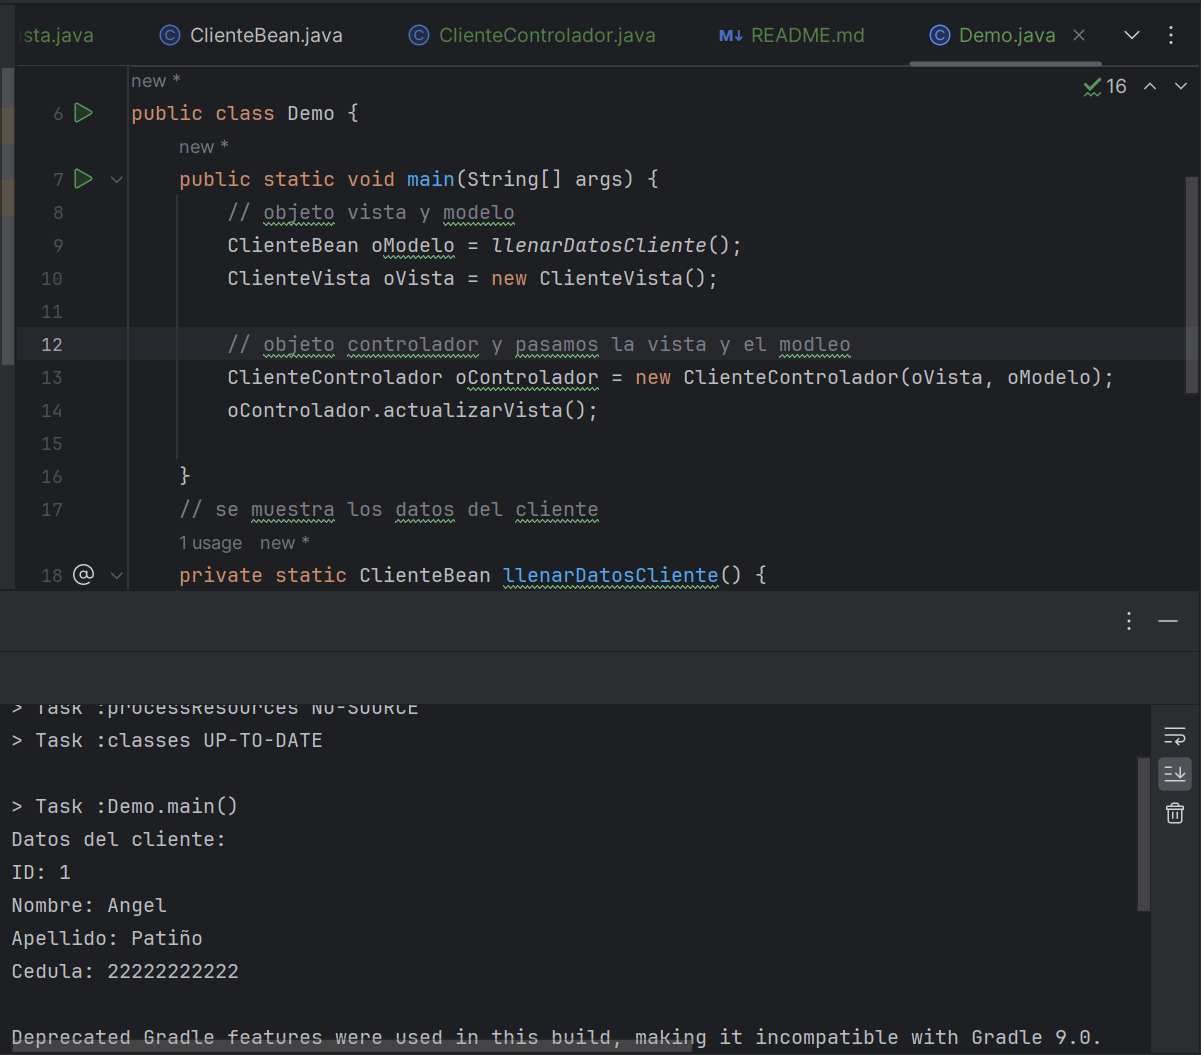 sta.java ClienteBean.java ClienteControlador.java README.md Demo.java
new *
16
6 public class Demo {
new *
7 public static void main(String[] args) {
8 // objeto vista y modelo
9 ClienteBean oModelo = llenarDatosCliente();
10 ClienteVista oVista = new ClienteVista();
11
12 // objeto controlador y pasamos la vista y el modleo
13 ClienteControlador oControlador = new ClienteControlador(oVista, oModelo);
14 oControlador.actualizarVista();
15
16 }
17 // se muestra los datos del cliente
1 usage new *
18 @ private static ClienteBean llenarDatosCliente() {
> Task :processResources NO-SOURCE
> Task :classes UP-TO-DATE
> Task :Demo.main()
Datos del cliente:
ID: 1
Nombre: Angel
Apellido: Patiño
Cedula: 22222222222
Deprecated Gradle features were used in this build, making it incompatible with Gradle 9.0.